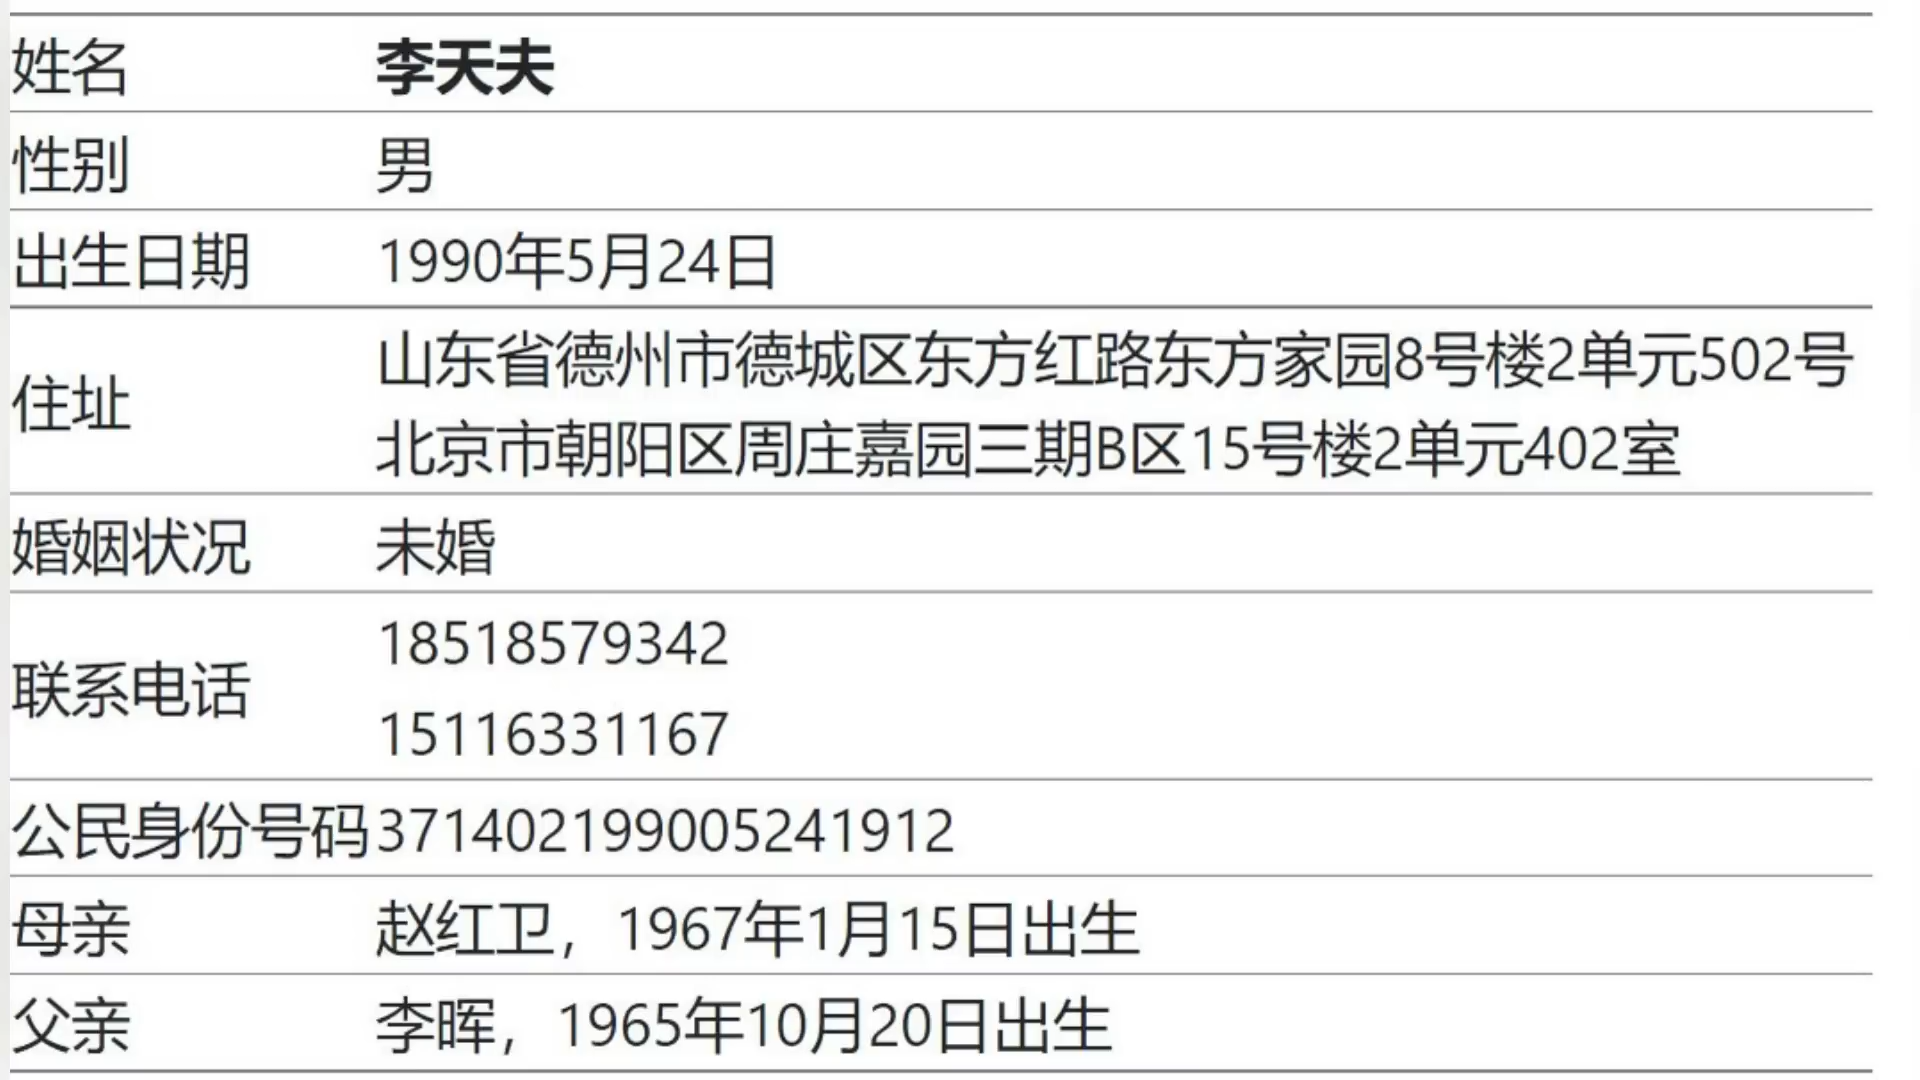 姓名 李天夫
性别 男
出生日期 1990年5月24日
住址 山东省德州市德城区东方红路东方家园8号楼2单元502号
北京市朝阳区周庄嘉园三期B区15号楼2单元402室
婚姻状况 未婚
联系电话 18518579342
15116331167
公民身份号码 371402199005241912
母亲 赵红卫，1967年1月15日出生
父亲 李晖，1965年10月20日出生